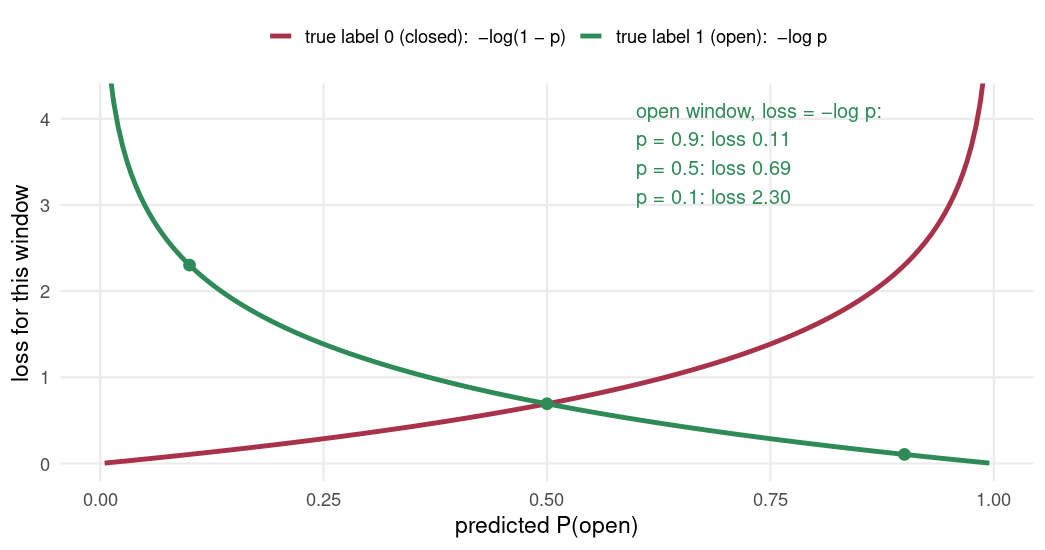 true label 0 (closed):  −log(1 − p)   true label 1 (open):  −log p
open window, loss = −log p:
p = 0.9: loss 0.11
p = 0.5: loss 0.69
p = 0.1: loss 2.30
loss for this window
4
3
2
1
0
0.00 0.25 0.50 0.75 1.00
predicted P(open)